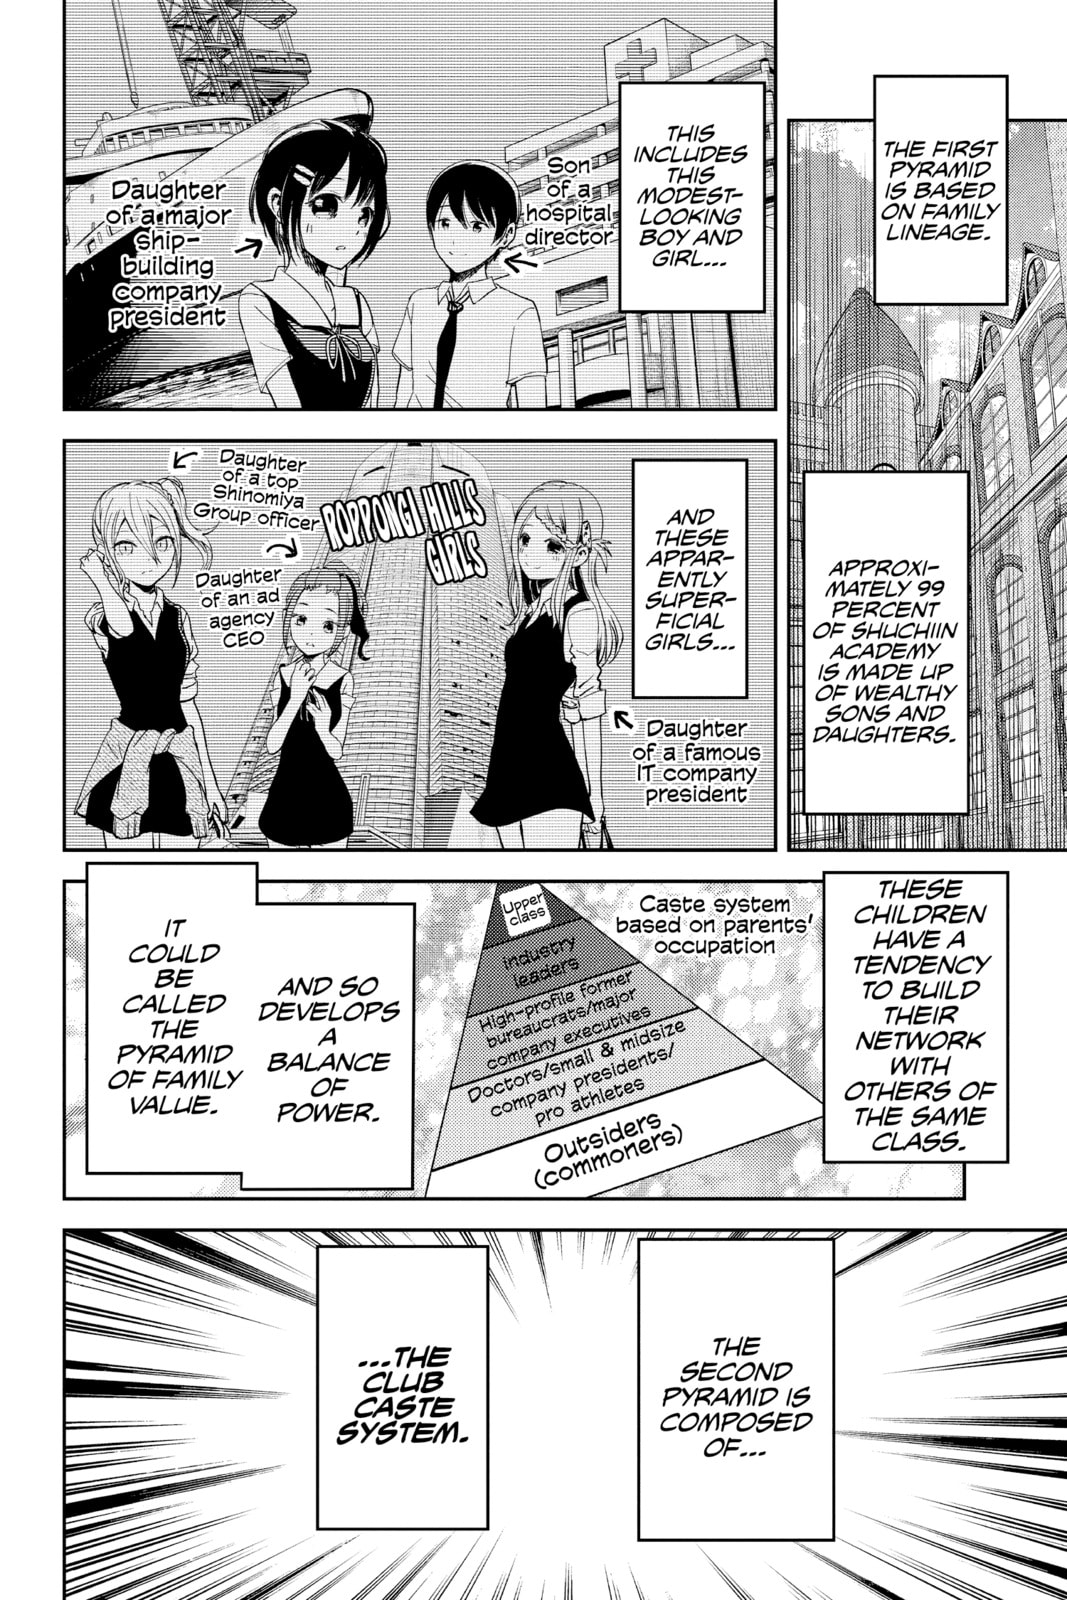 THE FIRST
PYRAMID
IS BASED
ON FAMILY
LINEAGE.
APPROXI-
MATELY 99
PERCENT
OF SHUCHIIN
ACADEMY
IS MADE UP
OF WEALTHY
SONS AND
DAUGHTERS.
THIS
INCLUDES
THIS
MODEST-
LOOKING
BOY AND
GIRL...
Son
of a
hospital
director
Daughter
of a major
ship-
building
company
president
AND
THESE
APPAR-
ENTLY
SUPER-
FICIAL
GIRLS...
ROPPONGI HILLS
GIRLS
Daughter
of a famous
IT company
president
Daughter
of a top
Shinomiya
Group officer
Daughter
of an ad
agency
CEO
THESE
CHILDREN
HAVE A
TENDENCY
TO BUILD
THEIR
NETWORK
WITH
OTHERS OF
THE SAME
CLASS.
Caste system
based on parents'
occupation
Upper
class
industry
leaders
High-profile former
bureaucrats/major
company executives
Doctors/small & midsize
company presidents/
pro athletes
Outsiders
(commoners)
AND SO
DEVELOPS
A
BALANCE
OF
POWER.
IT
COULD
BE
CALLED
THE
PYRAMID
OF FAMILY
VALUE.
THE
SECOND
PYRAMID IS
COMPOSED
OF...
...THE
CLUB
CASTE
SYSTEM.